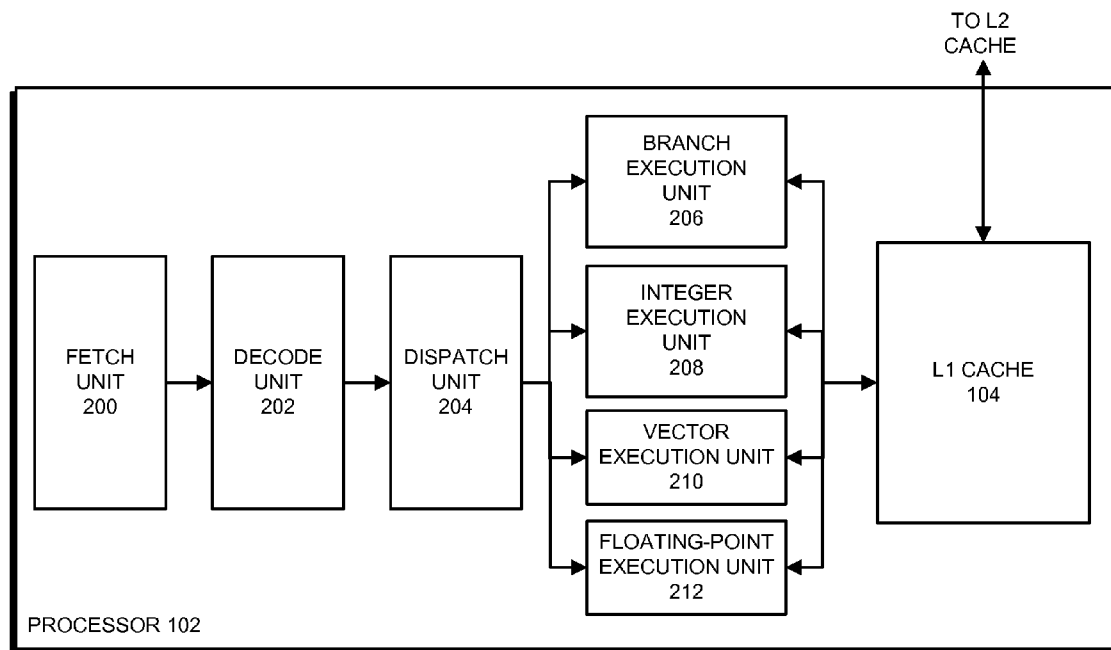 TO L2
CACHE
BRANCH
EXECUTION
UNIT
206
FETCH
UNIT
200
DECODE
UNIT
202
DISPATCH
UNIT
204
INTEGER
EXECUTION
UNIT
208
L1 CACHE
104
VECTOR
EXECUTION UNIT
210
FLOATING-POINT
EXECUTION UNIT
212
PROCESSOR 102